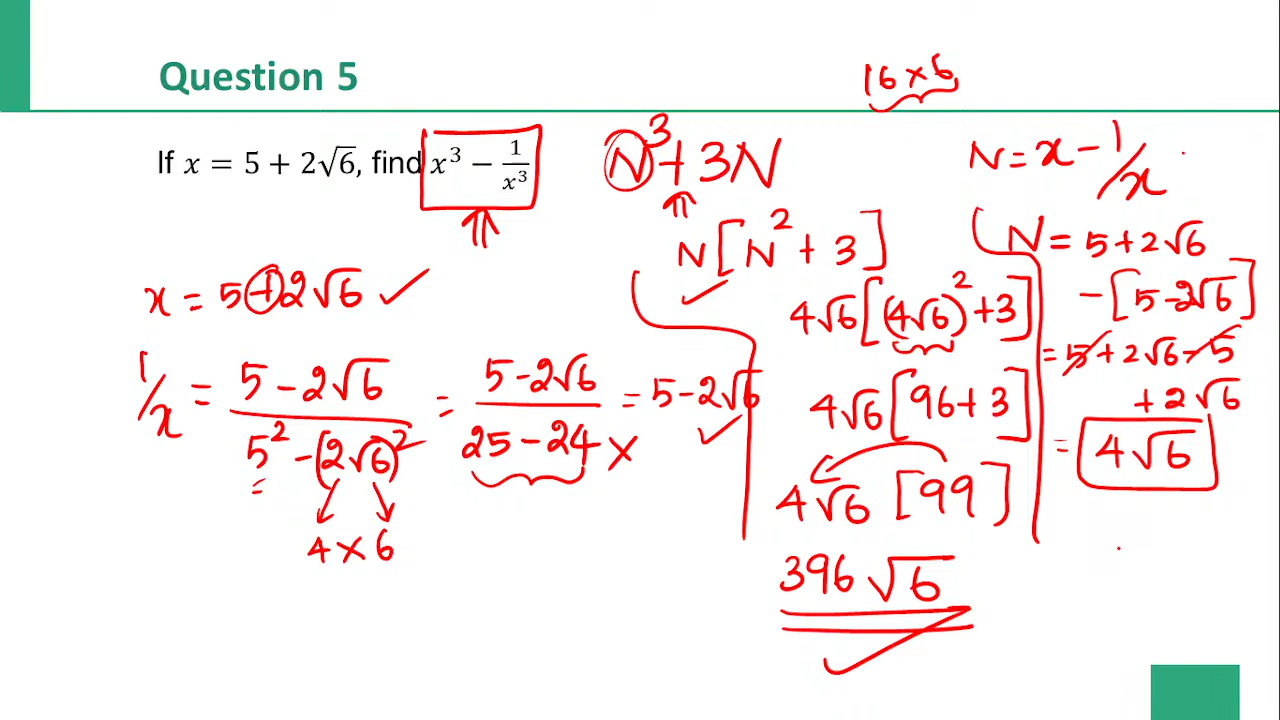 Question 5
16 × 6
If x = 5 + 2√6, find x³ − 1/x³
N³ + 3N
N = x − 1/x
N[N² + 3]
N = 5 + 2√6
− [5 − 2√6]
= 5 + 2√6 − 5
+ 2√6
= 4√6
x = 5 + 2√6 ✓
4√6[(4√6)² + 3]
1/x = (5 − 2√6)/(5² − (2√6)²) = (5 − 2√6)/(25 − 24) = 5 − 2√6
4 × 6
4√6[96 + 3]
4√6[99]
396√6